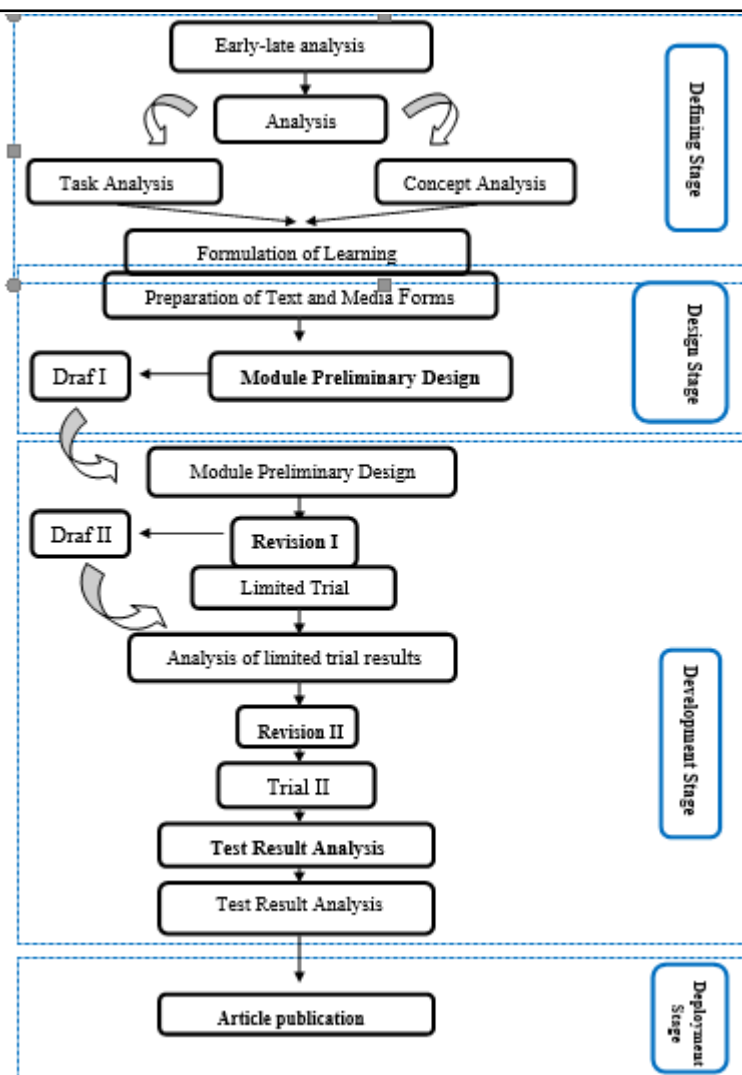 Early-late analysis
Analysis
Task Analysis
Concept Analysis
Formulation of Learning
Defining Stage
Preparation of Text and Media Forms
Draf I
Module Preliminary Design
Design Stage
Module Preliminary Design
Draf II
Revision I
Limited Trial
Analysis of limited trial results
Revision II
Trial II
Test Result Analysis
Test Result Analysis
Development Stage
Article publication
Deployment
Stage